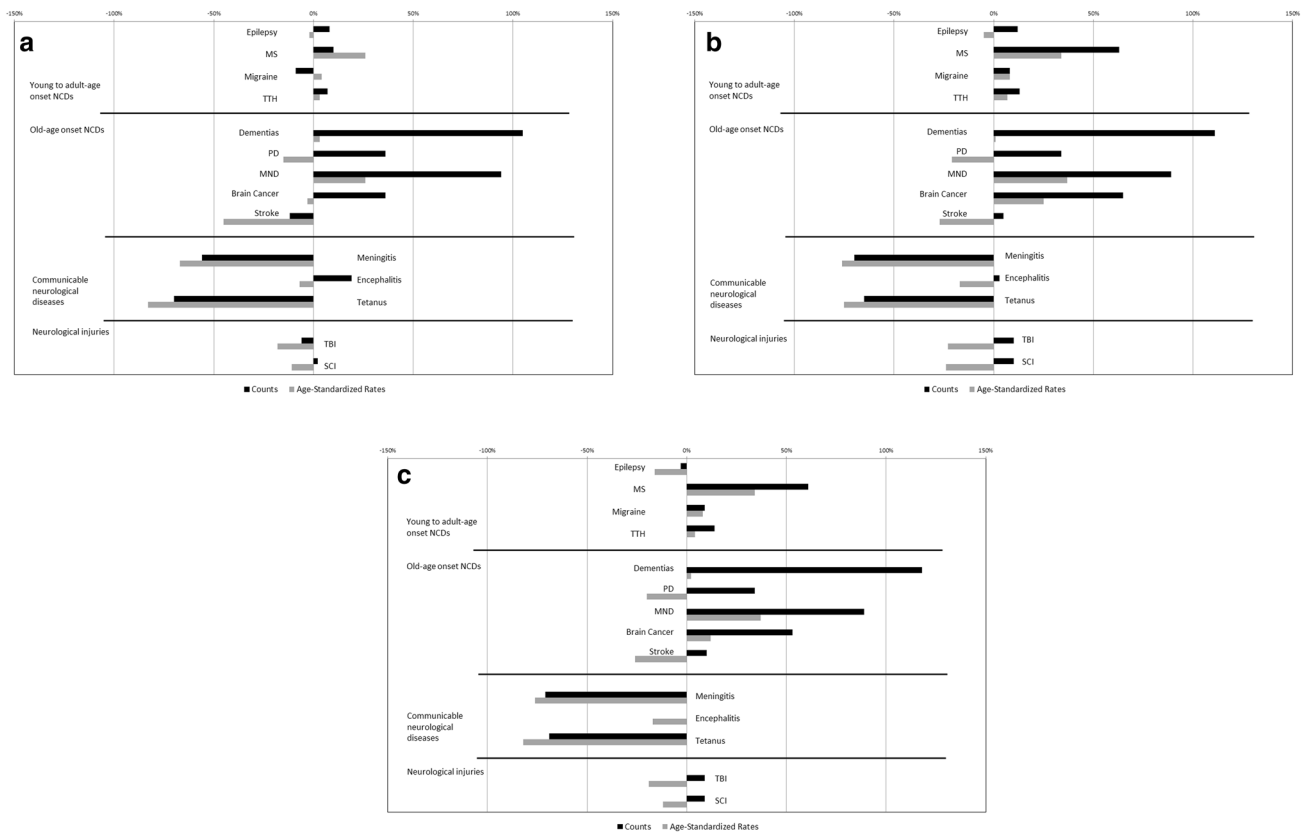 -150% -100% -50% 0% 50% 100% 150%
a
Epilepsy
MS
Migraine
TTH
Young to adult-age
onset NCDs
Old-age onset NCDs
Dementias
PD
MND
Brain Cancer
Stroke
Communicable
neurological
diseases
Meningitis
Encephalitis
Tetanus
Neurological injuries
TBI
SCI
Counts Age-Standardized Rates
-150% -100% -50% 0% 50% 100% 150%
b
Epilepsy
MS
Migraine
TTH
Young to adult-age
onset NCDs
Old-age onset NCDs
Dementias
PD
MND
Brain Cancer
Stroke
Communicable
neurological
diseases
Meningitis
Encephalitis
Tetanus
Neurological injuries
TBI
SCI
Counts Age-Standardized Rates
-150% -100% -50% 0% 50% 100% 150%
c
Epilepsy
MS
Migraine
TTH
Young to adult-age
onset NCDs
Old-age onset NCDs
Dementias
PD
MND
Brain Cancer
Stroke
Communicable
neurological
diseases
Meningitis
Encephalitis
Tetanus
Neurological injuries
TBI
SCI
Counts Age-Standardized Rates